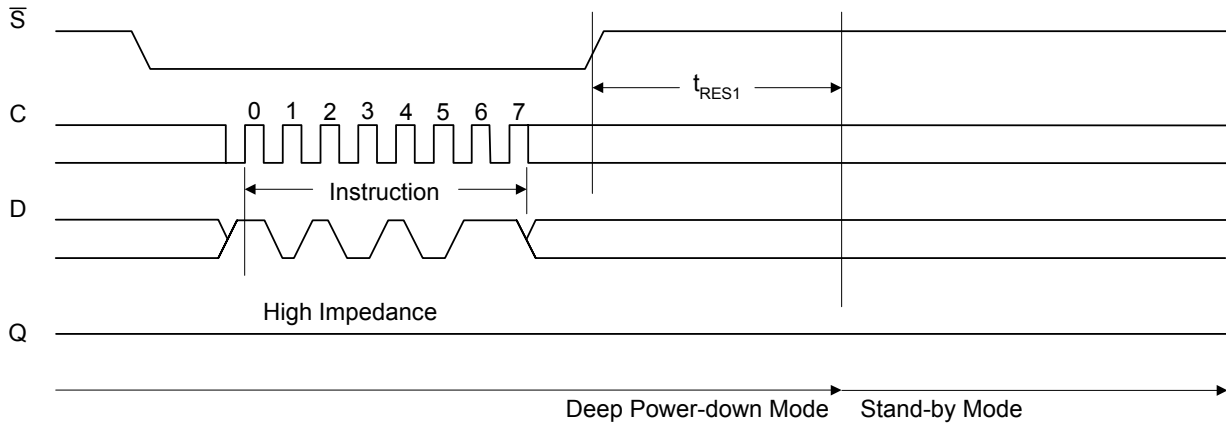 S̅
t_RES1
C
0 1 2 3 4 5 6 7
Instruction
D
High Impedance
Q
Deep Power-down Mode Stand-by Mode